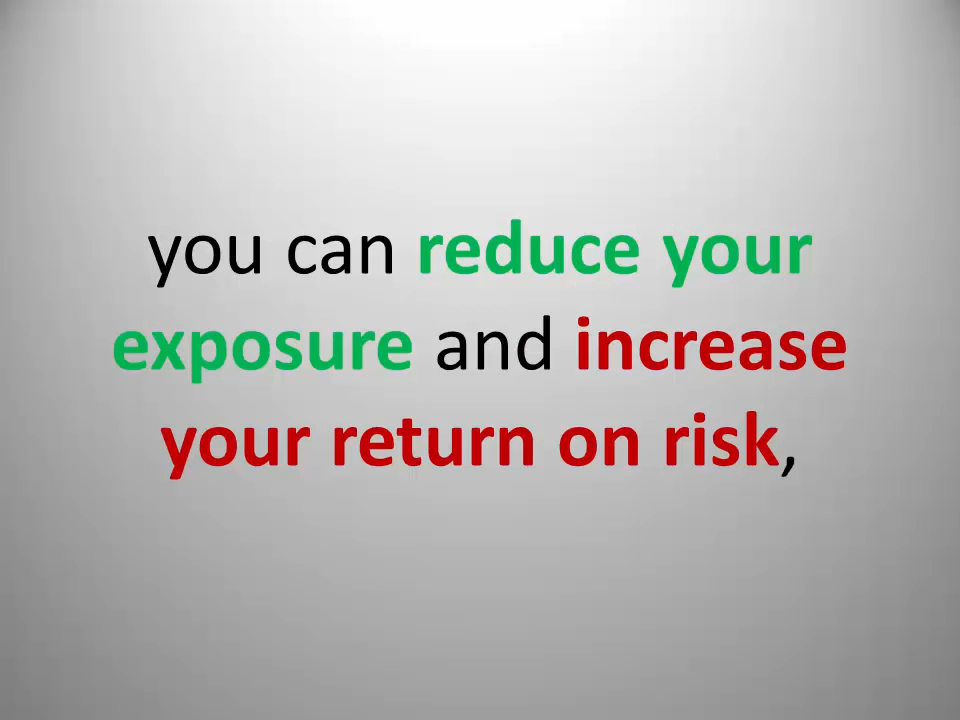 you can reduce your
exposure and increase
your return on risk,